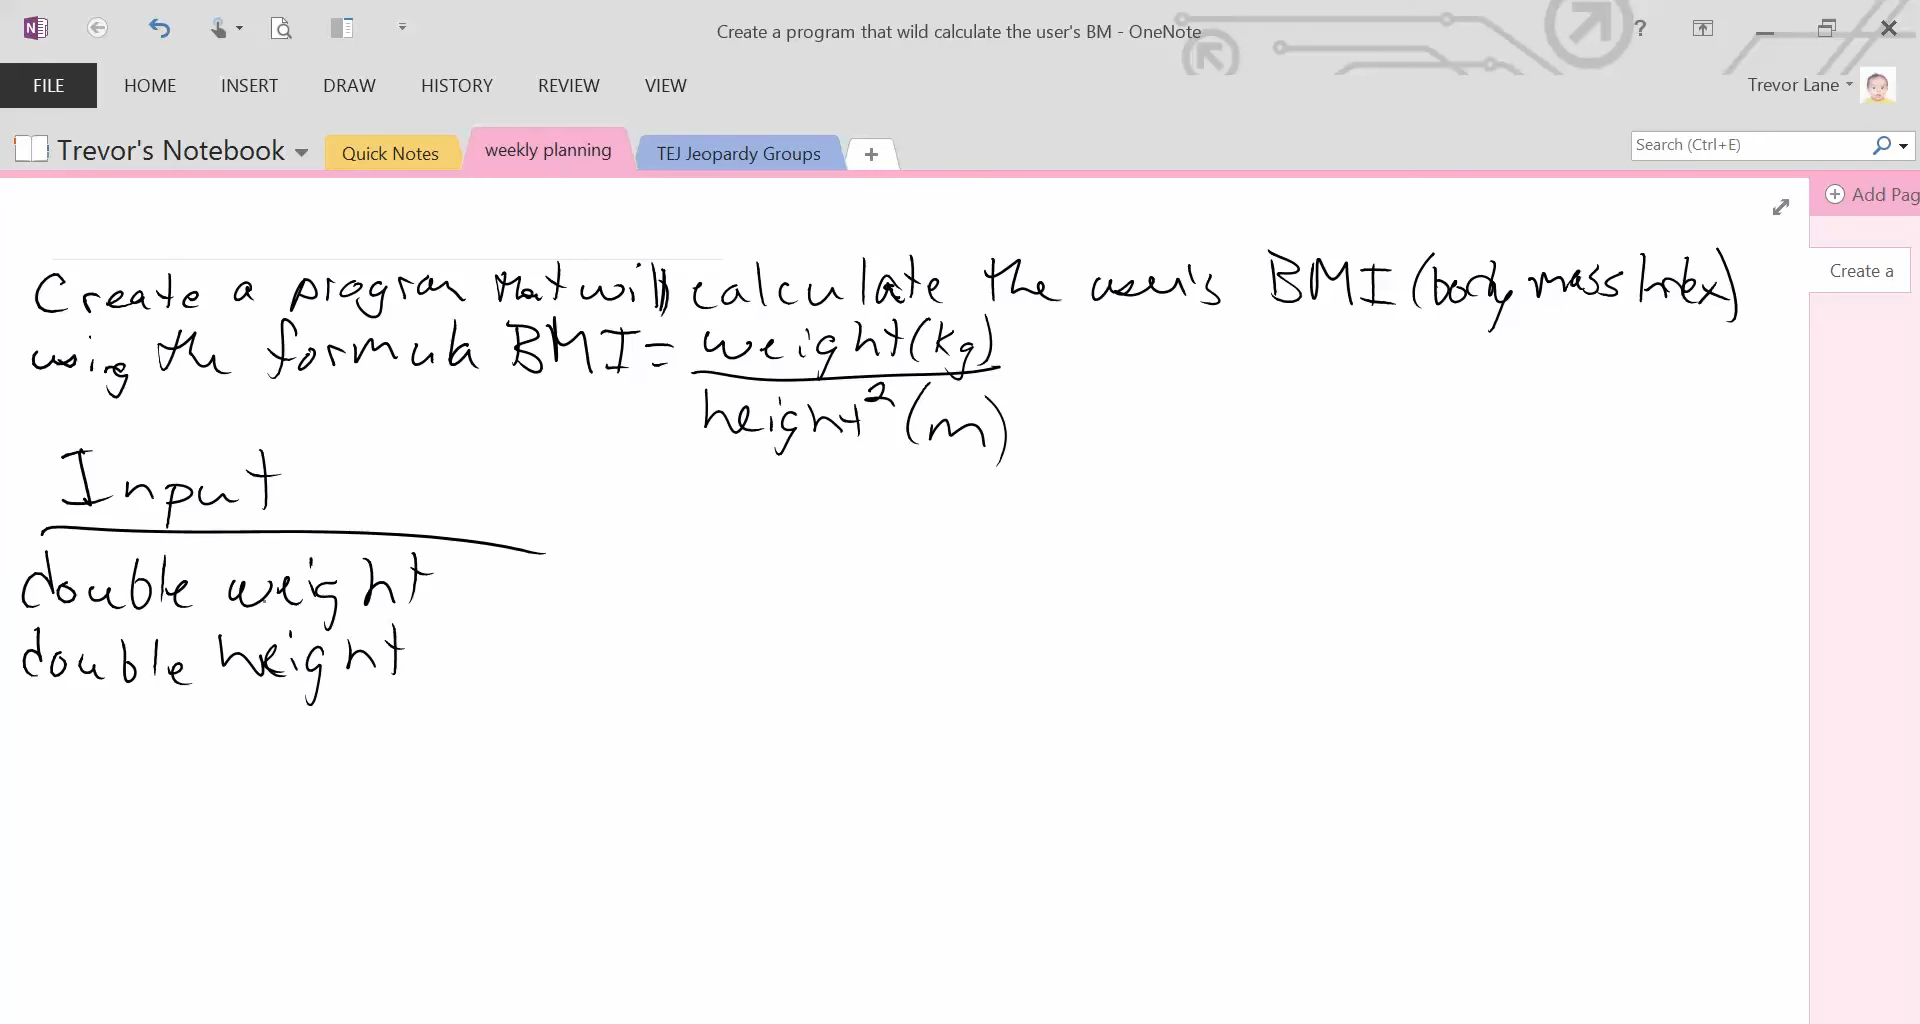 Create a program that wild calculate the user's BM - OneNote
FILE HOME INSERT DRAW HISTORY REVIEW VIEW
Trevor Lane
Trevor's Notebook Quick Notes weekly planning TEJ Jeopardy Groups +
Search (Ctrl+E)
Add Pag
Create a
Create a program that will calculate the user's BMI (body mass Index)
using the formula BMI = weight(kg)
height² (m)
Input
double weight
double height